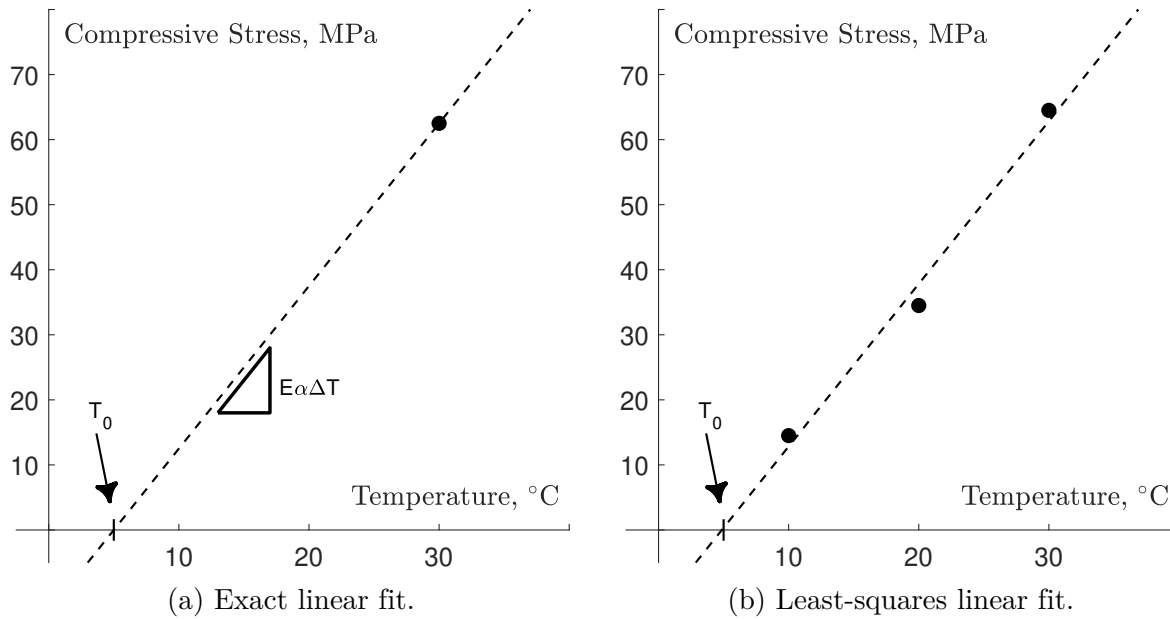 Compressive Stress, MPa
70
60
50
40
30
20
10
EαΔT
T₀
Temperature, °C
10 20 30
(a) Exact linear fit.
Compressive Stress, MPa
70
60
50
40
30
20
10
T₀
Temperature, °C
10 20 30
(b) Least-squares linear fit.